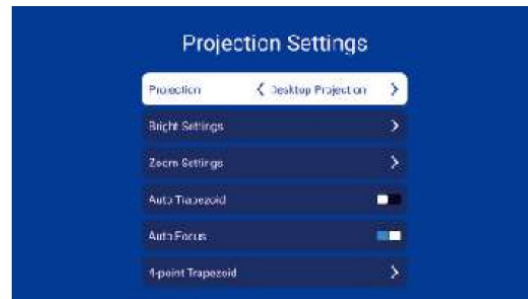 Projection Settings
Projection Desktop Projection
Bright Settings
Zoom Settings
Auto Trapezoid
Auto Focus
4-point Trapezoid